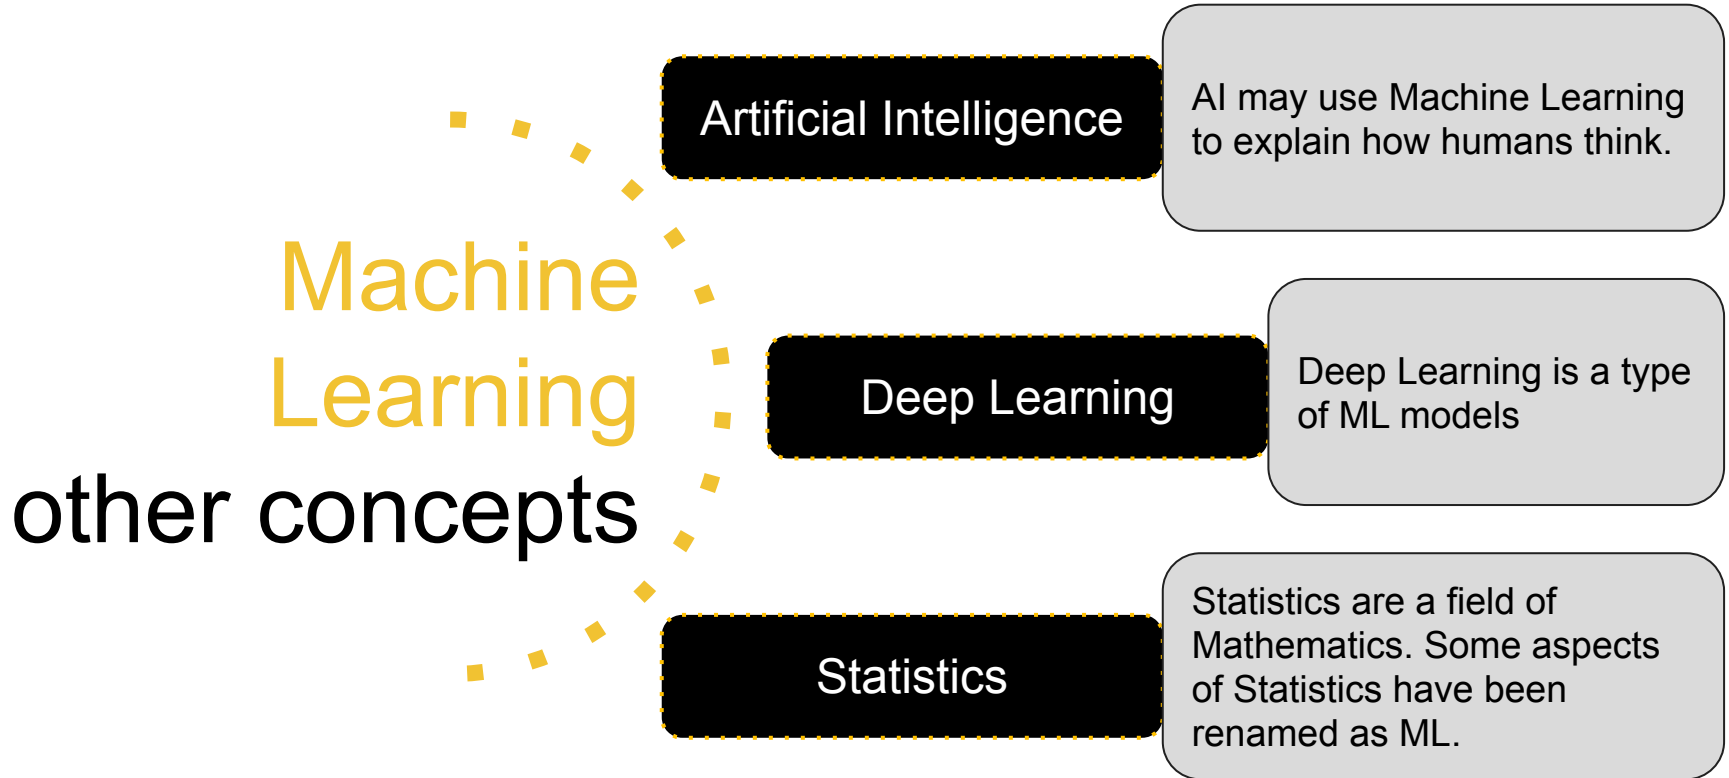 Machine
Learning
other concepts
Artificial Intelligence
AI may use Machine Learning
to explain how humans think.
Deep Learning
Deep Learning is a type
of ML models
Statistics
Statistics are a field of
Mathematics. Some aspects
of Statistics have been
renamed as ML.